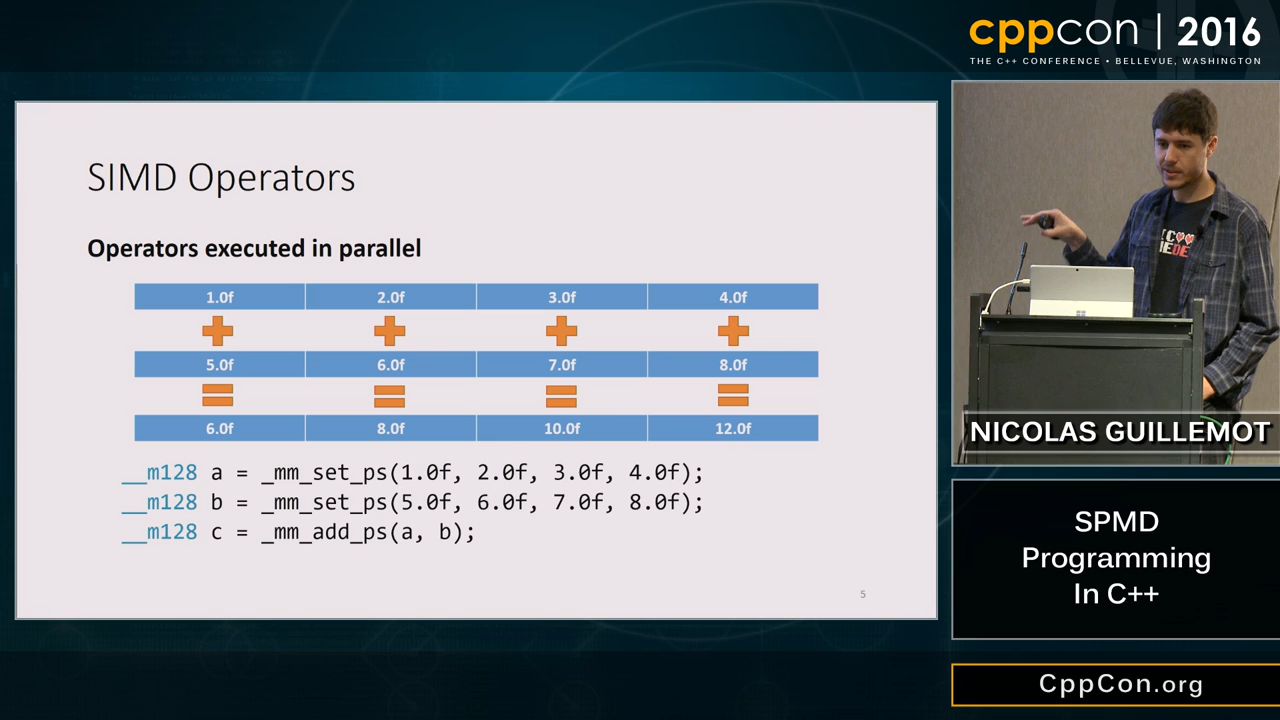 cppcon | 2016
THE C++ CONFERENCE • BELLEVUE, WASHINGTON
SIMD Operators
Operators executed in parallel
1.0f 2.0f 3.0f 4.0f
5.0f 6.0f 7.0f 8.0f
6.0f 8.0f 10.0f 12.0f
__m128 a = _mm_set_ps(1.0f, 2.0f, 3.0f, 4.0f);
__m128 b = _mm_set_ps(5.0f, 6.0f, 7.0f, 8.0f);
__m128 c = _mm_add_ps(a, b);
5
NICOLAS GUILLEMOT
SPMD
Programming
In C++
CppCon.org